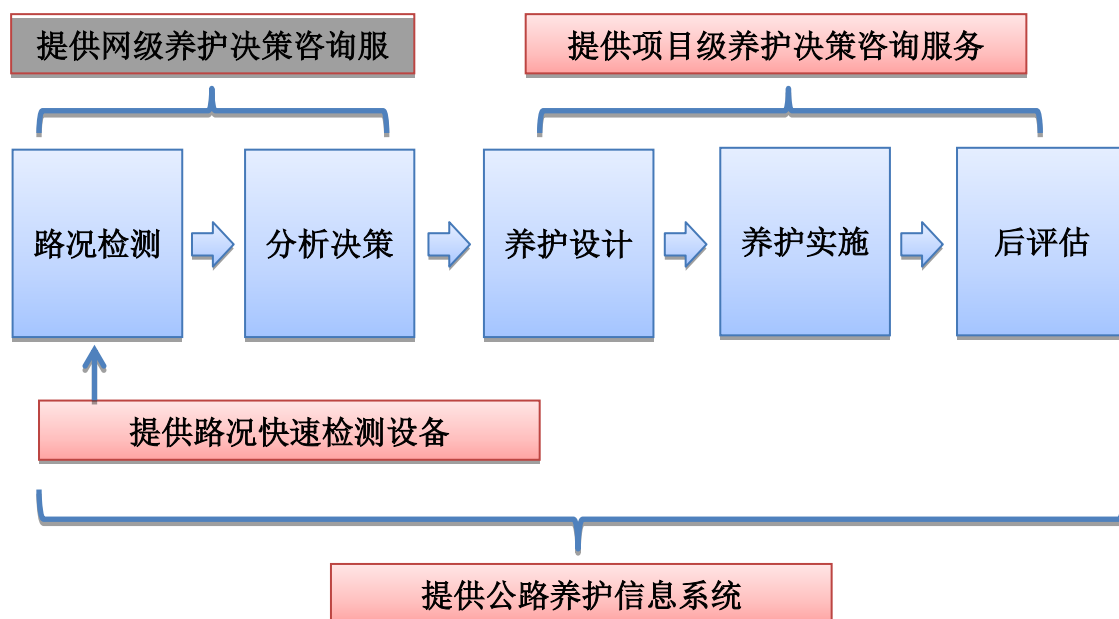 提供网级养护决策咨询服
提供项目级养护决策咨询服务
路况检测
分析决策
养护设计
养护实施
后评估
提供路况快速检测设备
提供公路养护信息系统